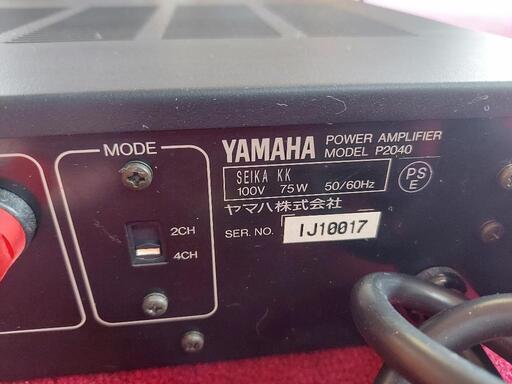 MODE
2CH
4CH
YAMAHA POWER AMPLIFIER
MODEL P2040
SEIKA KK
100V 75W 50/60Hz
PS
E
ヤマハ株式会社
SER. NO. IJ10017